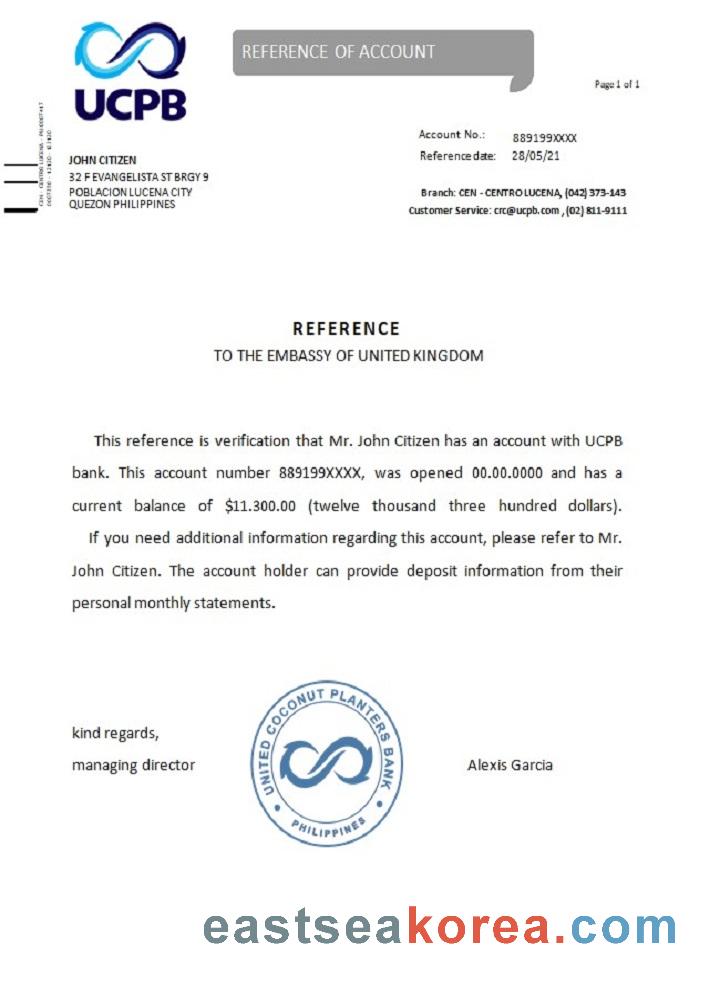 UCPB
REFERENCE OF ACCOUNT
Page 1 of 1
Account No.: 889199XXXX
Reference date: 28/05/21
JOHN CITIZEN
32 F EVANGELISTA ST BRGY 9
POBLACION LUCENA CITY
QUEZON PHILIPPINES
Branch: CEN - CENTRO LUCENA, (042) 373-143
Customer Service: crc@ucpb.com , (02) 811-9111
REFERENCE
TO THE EMBASSY OF UNITED KINGDOM
This reference is verification that Mr. John Citizen has an account with UCPB
bank. This account number 889199XXXX, was opened 00.00.0000 and has a
current balance of $11.300.00 (twelve thousand three hundred dollars).
If you need additional information regarding this account, please refer to Mr.
John Citizen. The account holder can provide deposit information from their
personal monthly statements.
kind regards,
managing director
UNITED COCONUT PLANTERS BANK
PHILIPPINES
Alexis Garcia
eastseakorea.com